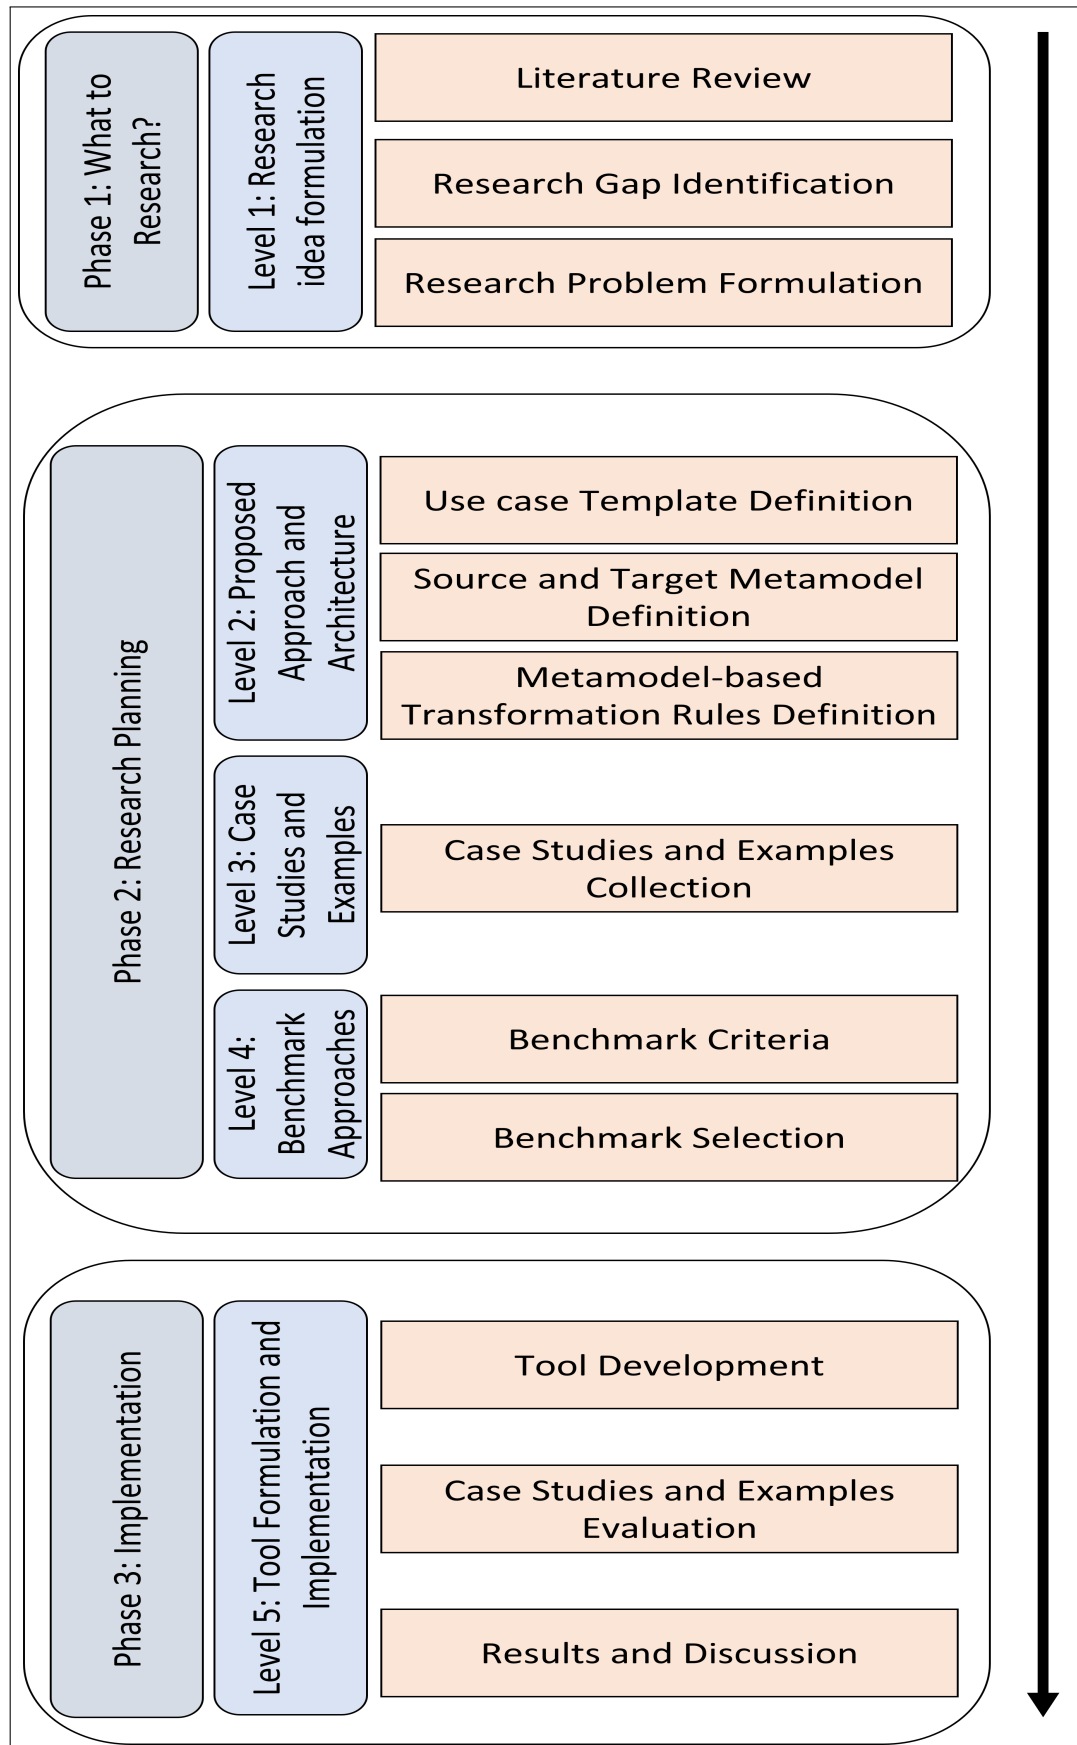 Phase 1: What to
Research?
Level 1: Research
idea formulation
Literature Review
Research Gap Identification
Research Problem Formulation
Phase 2: Research Planning
Level 2: Proposed
Approach and
Architecture
Use case Template Definition
Source and Target Metamodel
Definition
Metamodel-based
Transformation Rules Definition
Level 3: Case
Studies and
Examples
Case Studies and Examples
Collection
Level 4:
Benchmark
Approaches
Benchmark Criteria
Benchmark Selection
Phase 3: Implementation
Level 5: Tool Formulation and
Implementation
Tool Development
Case Studies and Examples
Evaluation
Results and Discussion